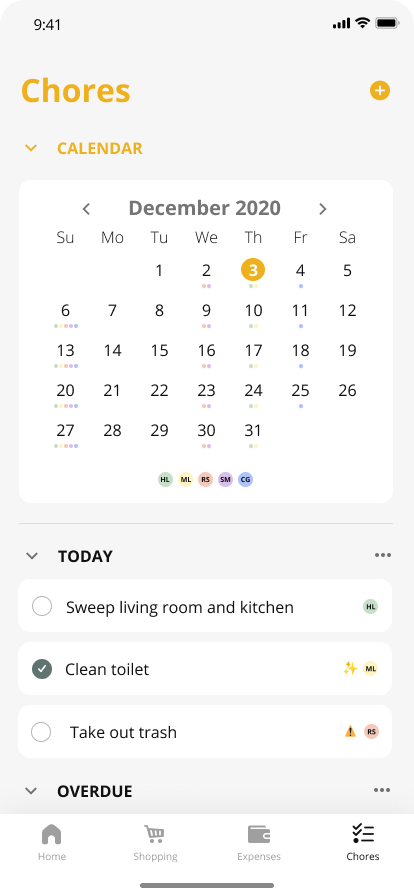 9:41
Chores
CALENDAR
December 2020
Su Mo Tu We Th Fr Sa
1 2 3 4 5
6 7 8 9 10 11 12
13 14 15 16 17 18 19
20 21 22 23 24 25 26
27 28 29 30 31
HL ML RS SM CG
TODAY
Sweep living room and kitchen HL
Clean toilet ML
Take out trash RS
OVERDUE
Home Shopping Expenses Chores